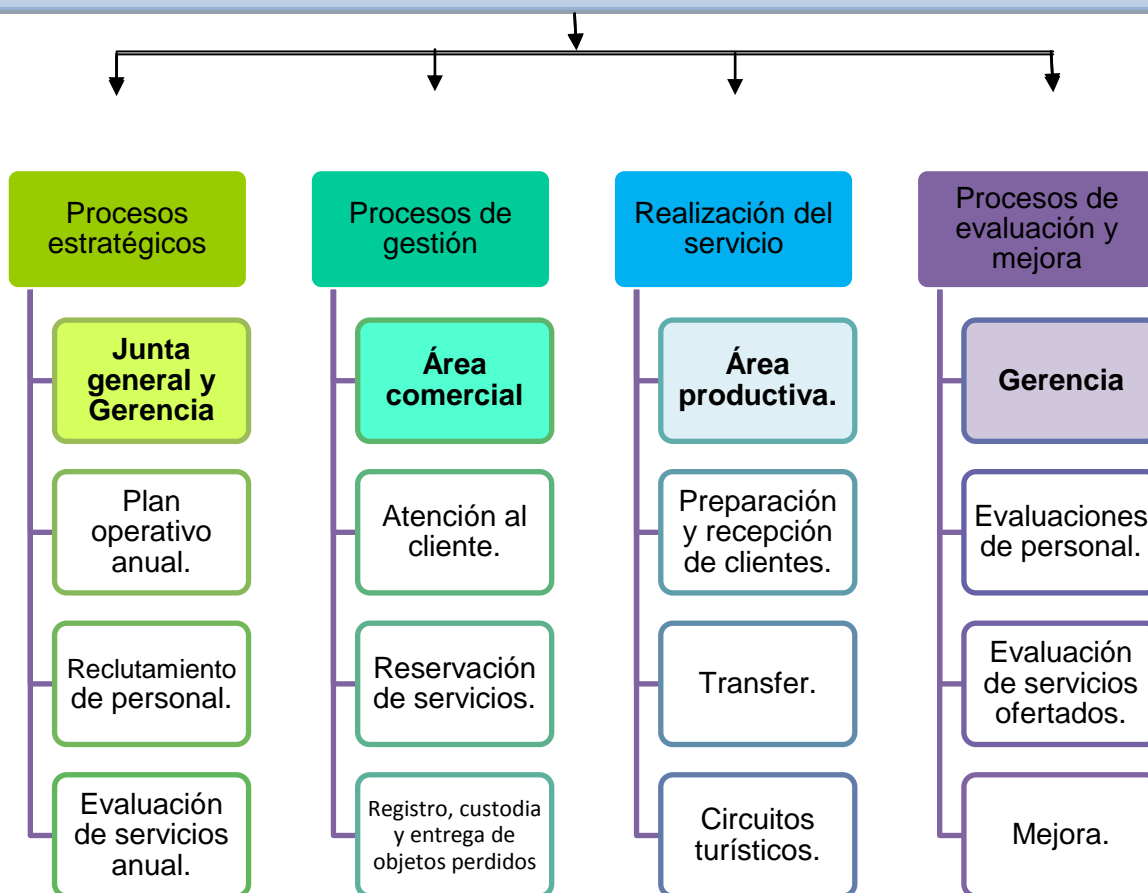 Procesos
estratégicos
Junta
general y
Gerencia
Plan
operativo
anual.
Reclutamiento
de personal.
Evaluación
de servicios
anual.
Procesos de
gestión
Área
comercial
Atención al
cliente.
Reservación
de servicios.
Registro, custodia
y entrega de
objetos perdidos
Realización del
servicio
Área
productiva.
Preparación
y recepción
de clientes.
Transfer.
Circuitos
turísticos.
Procesos de
evaluación y
mejora
Gerencia
Evaluaciones
de personal.
Evaluación
de servicios
ofertados.
Mejora.